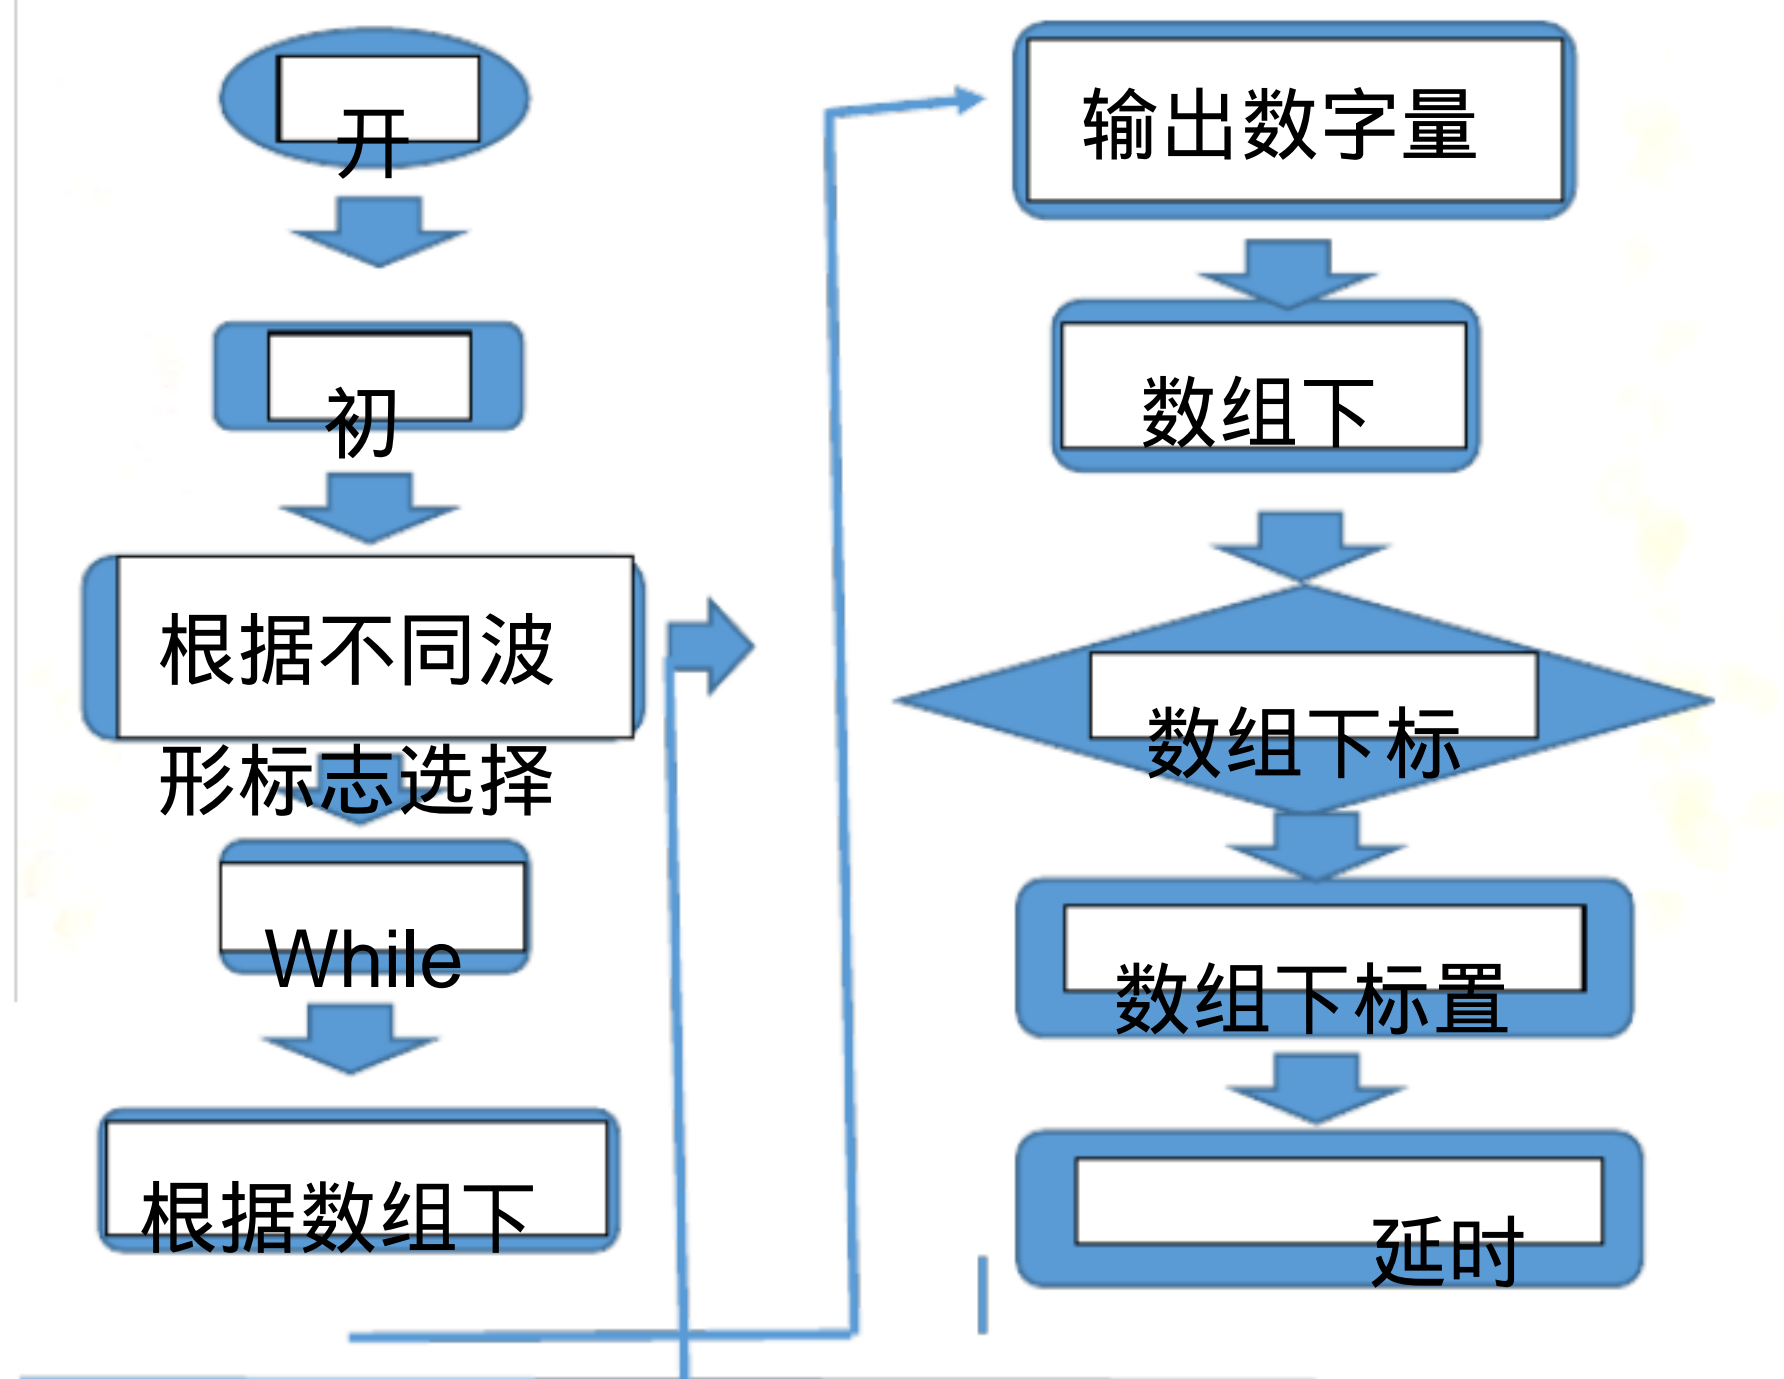 开
初
根据不同波
形标志选择
While
根据数组下
输出数字量
数组下
数组下标
数组下标置
延时